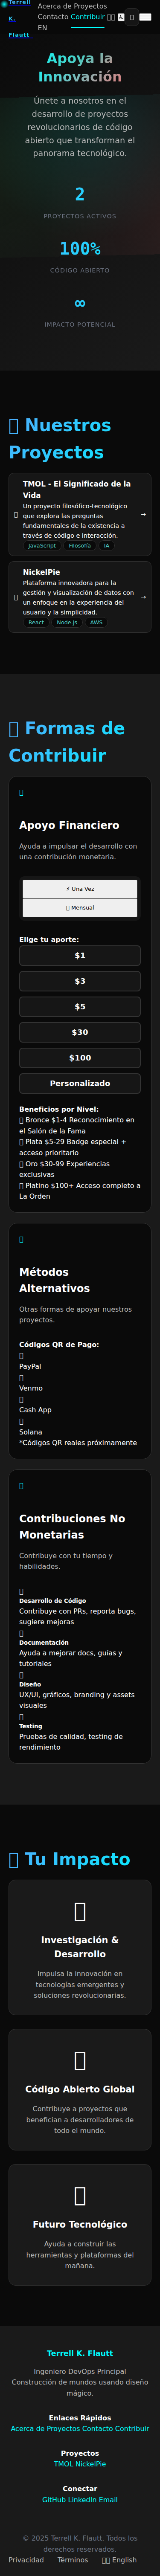 Terrell
K.
Flautt
Acerca de Proyectos
Contacto Contribuir
EN
Apoya la
Innovación
Únete a nosotros en el
desarrollo de proyectos
revolucionarios de código
abierto que transforman el
panorama tecnológico.
2
PROYECTOS ACTIVOS
100%
CÓDIGO ABIERTO
∞
IMPACTO POTENCIAL
Nuestros
Proyectos
TMOL - El Significado de la
Vida
Un proyecto filosófico-tecnológico
que explora las preguntas
fundamentales de la existencia a
través de código e interacción.
JavaScript Filosofía IA
→
NickelPie
Plataforma innovadora para la
gestión y visualización de datos con
un enfoque en la experiencia del
usuario y la simplicidad.
React Node.js AWS
→
Formas de
Contribuir
Apoyo Financiero
Ayuda a impulsar el desarrollo con
una contribución monetaria.
⚡ Una Vez
Mensual
Elige tu aporte:
$1
$3
$5
$30
$100
Personalizado
Beneficios por Nivel:
Bronce $1-4 Reconocimiento en
el Salón de la Fama
Plata $5-29 Badge especial +
acceso prioritario
Oro $30-99 Experiencias
exclusivas
Platino $100+ Acceso completo a
La Orden
Métodos
Alternativos
Otras formas de apoyar nuestros
proyectos.
Códigos QR de Pago:
PayPal
Venmo
Cash App
Solana
*Códigos QR reales próximamente
Contribuciones No
Monetarias
Contribuye con tu tiempo y
habilidades.
Desarrollo de Código
Contribuye con PRs, reporta bugs,
sugiere mejoras
Documentación
Ayuda a mejorar docs, guías y
tutoriales
Diseño
UX/UI, gráficos, branding y assets
visuales
Testing
Pruebas de calidad, testing de
rendimiento
Tu Impacto
Investigación &
Desarrollo
Impulsa la innovación en
tecnologías emergentes y
soluciones revolucionarias.
Código Abierto Global
Contribuye a proyectos que
benefician a desarrolladores de
todo el mundo.
Futuro Tecnológico
Ayuda a construir las
herramientas y plataformas del
mañana.
Terrell K. Flautt
Ingeniero DevOps Principal
Construcción de mundos usando diseño
mágico.
Enlaces Rápidos
Acerca de Proyectos Contacto Contribuir
Proyectos
TMOL NickelPie
Conectar
GitHub LinkedIn Email
© 2025 Terrell K. Flautt. Todos los
derechos reservados.
Privacidad Términos English